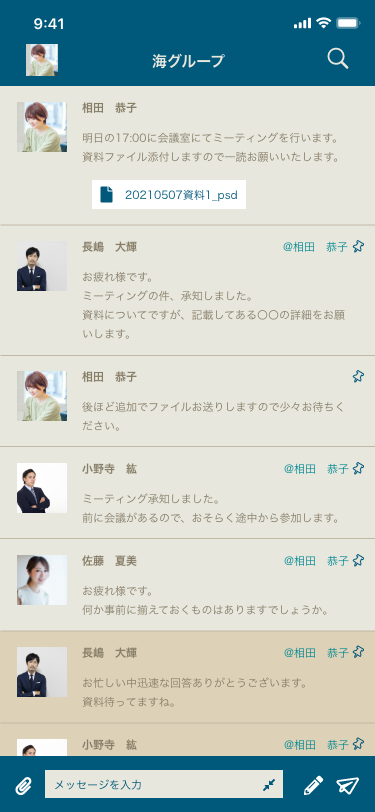 9:41
海グループ
相田　恭子
明日の17:00に会議室にてミーティングを行います。
資料ファイル添付しますので一読お願いいたします。
20210507資料1_psd
長嶋　大輝　@相田　恭子
お疲れ様です。
ミーティングの件、承知しました。
資料についてですが、記載してある〇〇の詳細をお願
いします。
相田　恭子
後ほど追加でファイルお送りしますので少々お待ちく
ださい。
小野寺　紘　@相田　恭子
ミーティング承知しました。
前に会議があるので、おそらく途中から参加します。
佐藤　夏美　@相田　恭子
お疲れ様です。
何か事前に揃えておくものはありますでしょうか。
長嶋　大輝　@相田　恭子
お忙しい中迅速な回答ありがとうございます。
資料待ってますね。
小野寺　紘　@相田　恭子
メッセージを入力